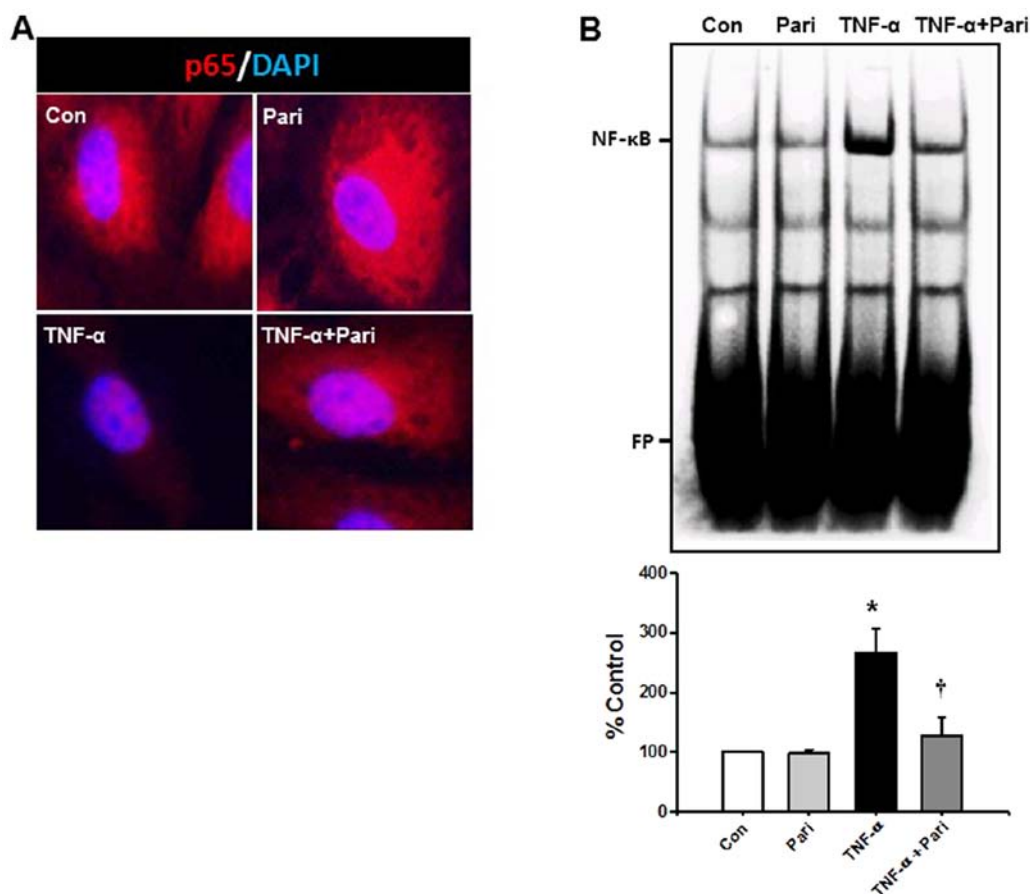 A
p65/DAPI
Con
Pari
TNF-α
TNF-α+Pari
B
Con Pari TNF-α TNF-α+Pari
NF-κB
FP
400
300
200
100
0
% Control
*
†
Con
Pari
TNF-α
TNF-α+Pari